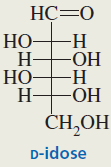 HC=O
HO H
H OH
HO H
H OH
CH₂OH
D-idose